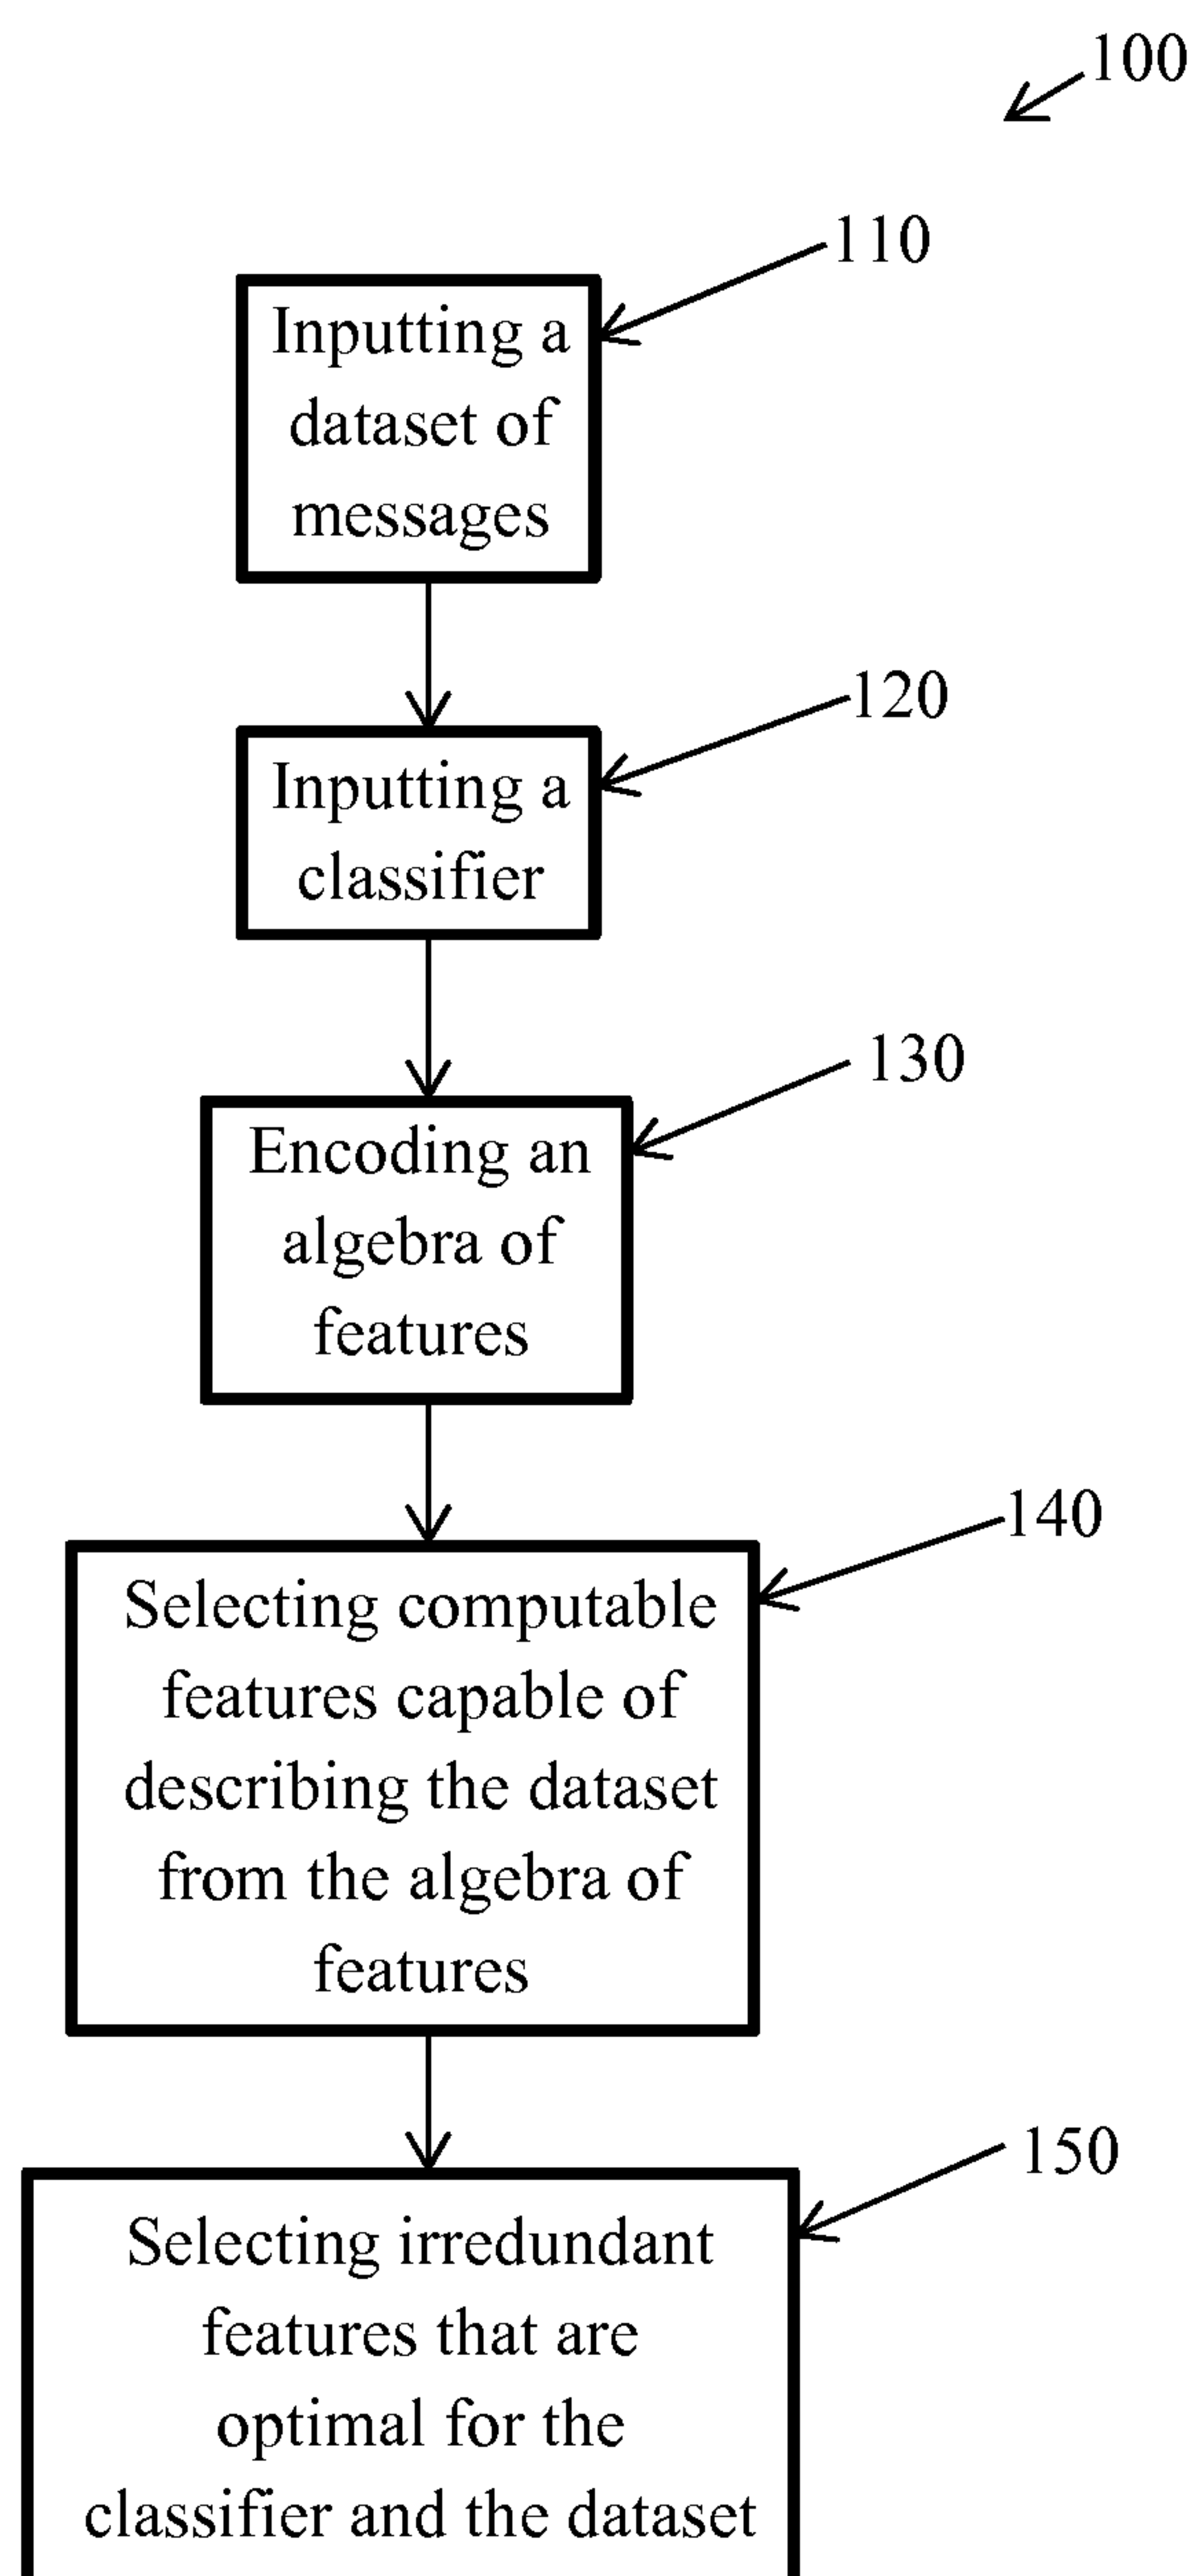 100
110
Inputting a
dataset of
messages
120
Inputting a
classifier
130
Encoding an
algebra of
features
140
Selecting computable
features capable of
describing the dataset
from the algebra of
features
150
Selecting irredundant
features that are
optimal for the
classifier and the dataset